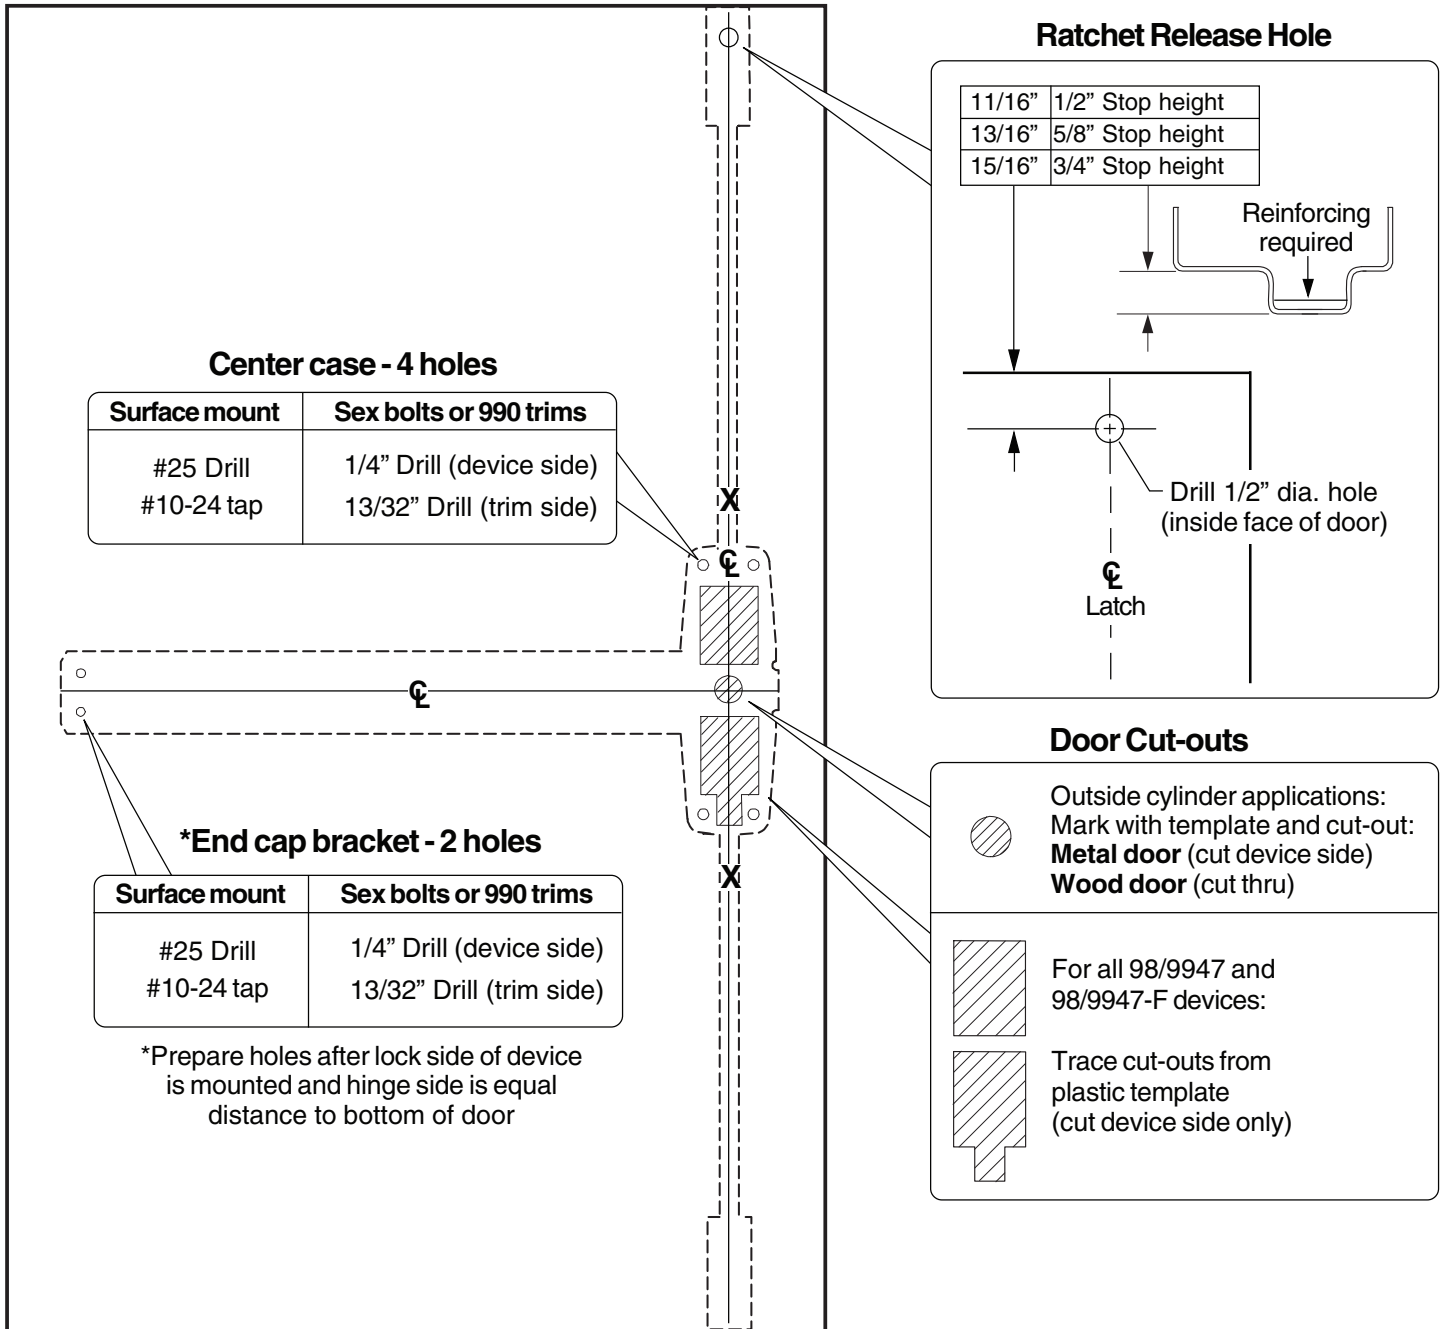 Ratchet Release Hole
11/16” 1/2” Stop height
13/16” 5/8” Stop height
15/16” 3/4” Stop height
Reinforcing
required
Drill 1/2” dia. hole
(inside face of door)
℄
Latch
Center case - 4 holes
Surface mount Sex bolts or 990 trims
#25 Drill 1/4” Drill (device side)
#10-24 tap 13/32” Drill (trim side)
X
℄
℄
X
*End cap bracket - 2 holes
Surface mount Sex bolts or 990 trims
#25 Drill 1/4” Drill (device side)
#10-24 tap 13/32” Drill (trim side)
*Prepare holes after lock side of device
is mounted and hinge side is equal
distance to bottom of door
Door Cut-outs
Outside cylinder applications:
Mark with template and cut-out:
Metal door (cut device side)
Wood door (cut thru)
For all 98/9947 and
98/9947-F devices:
Trace cut-outs from
plastic template
(cut device side only)